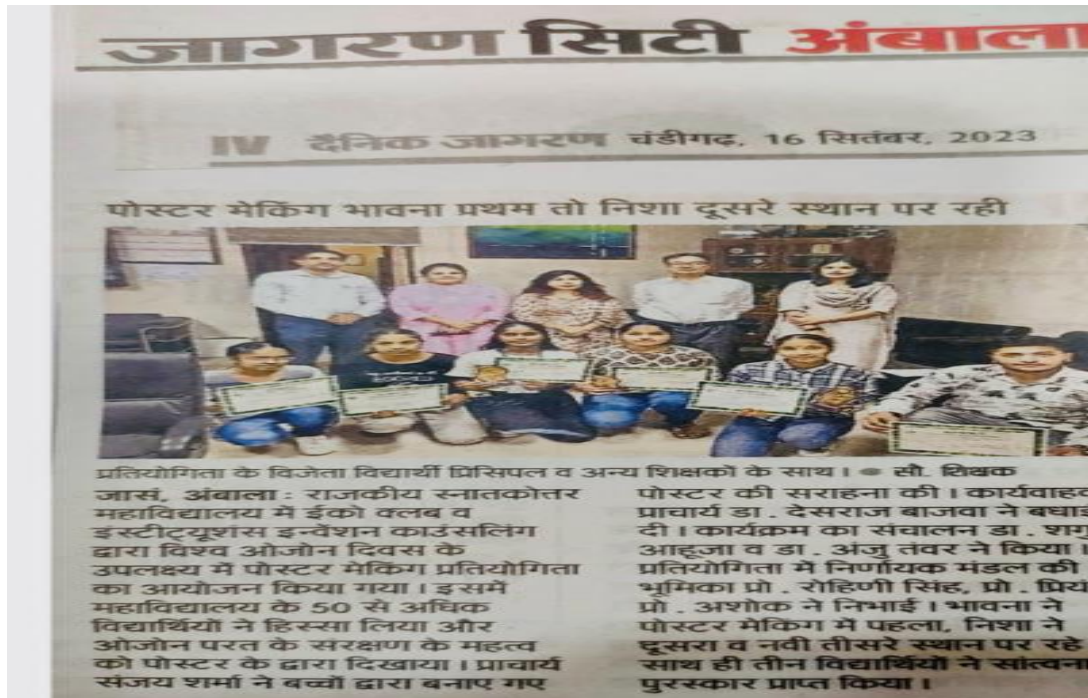 जागरण सिटी अंबाला
IV दैनिक जागरण चंडीगढ़, 16 सितंबर, 2023
पोस्टर मेकिंग भावना प्रथम तो निशा दूसरे स्थान पर रही
प्रतियोगिता के विजेता विद्यार्थी प्रिंसिपल व अन्य शिक्षकों के साथ। ● सौ. शिक्षक
जासं, अंबाला : राजकीय स्नातकोत्तर
महाविद्यालय में ईको क्लब व
इंस्टीट्यूशंस इन्वेंशन काउंसलिंग
द्वारा विश्व ओजोन दिवस के
उपलक्ष्य में पोस्टर मेकिंग प्रतियोगिता
का आयोजन किया गया। इसमें
महाविद्यालय के 50 से अधिक
विद्यार्थियों ने हिस्सा लिया और
ओजोन परत के संरक्षण के महत्व
को पोस्टर के द्वारा दिखाया। प्राचार्य
संजय शर्मा ने बच्चों द्वारा बनाए गए
पोस्टर की सराहना की। कार्यवाहक
प्राचार्य डा. देसराज बाजवा ने
दी। कार्यक्रम का संचालन डा.
आहूजा व डा. अंजु तंवर ने किया।
प्रतियोगिता में निर्णायक मंडल की
भूमिका प्रो. रोहिणी सिंह, प्रो.
प्रो. अशोक ने निभाई। भावना ने
पोस्टर मेकिंग में पहला, निशा ने
दूसरा व नवी तीसरे स्थान पर रहे
साथ ही तीन विद्यार्थियों ने सांत्वना
पुरस्कार प्राप्त किया।